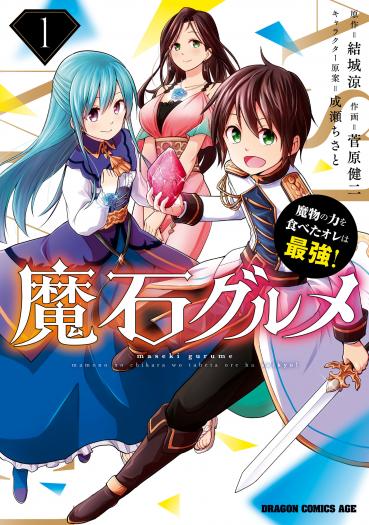 1
原作=結城涼
作画=菅原健二
キャラクター原案=成瀬ちさと
魔物の力を
食べたオレは
最強!
魔石グルメ
maseki gurume
mamono no chikara wo tabeta ore ha saikyo!
DRAGON COMICS AGE